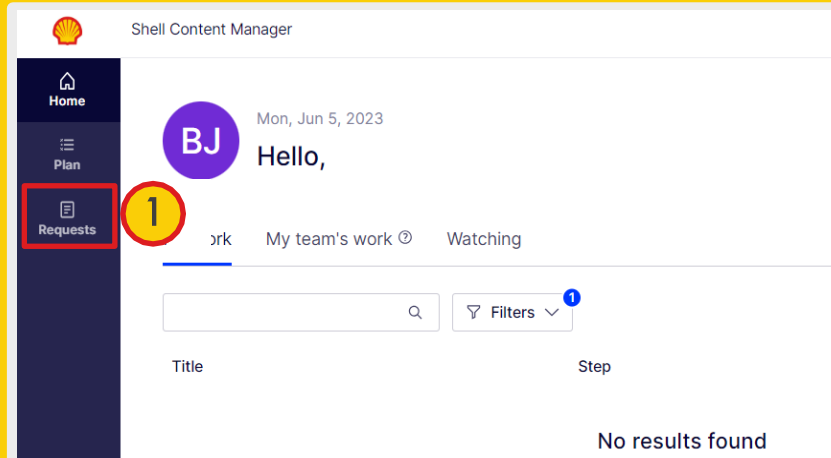 Shell Content Manager
Home
Plan
Requests
1
BJ
Mon, Jun 5, 2023
Hello,
My team's work
Watching
Filters
1
Title
Step
No results found